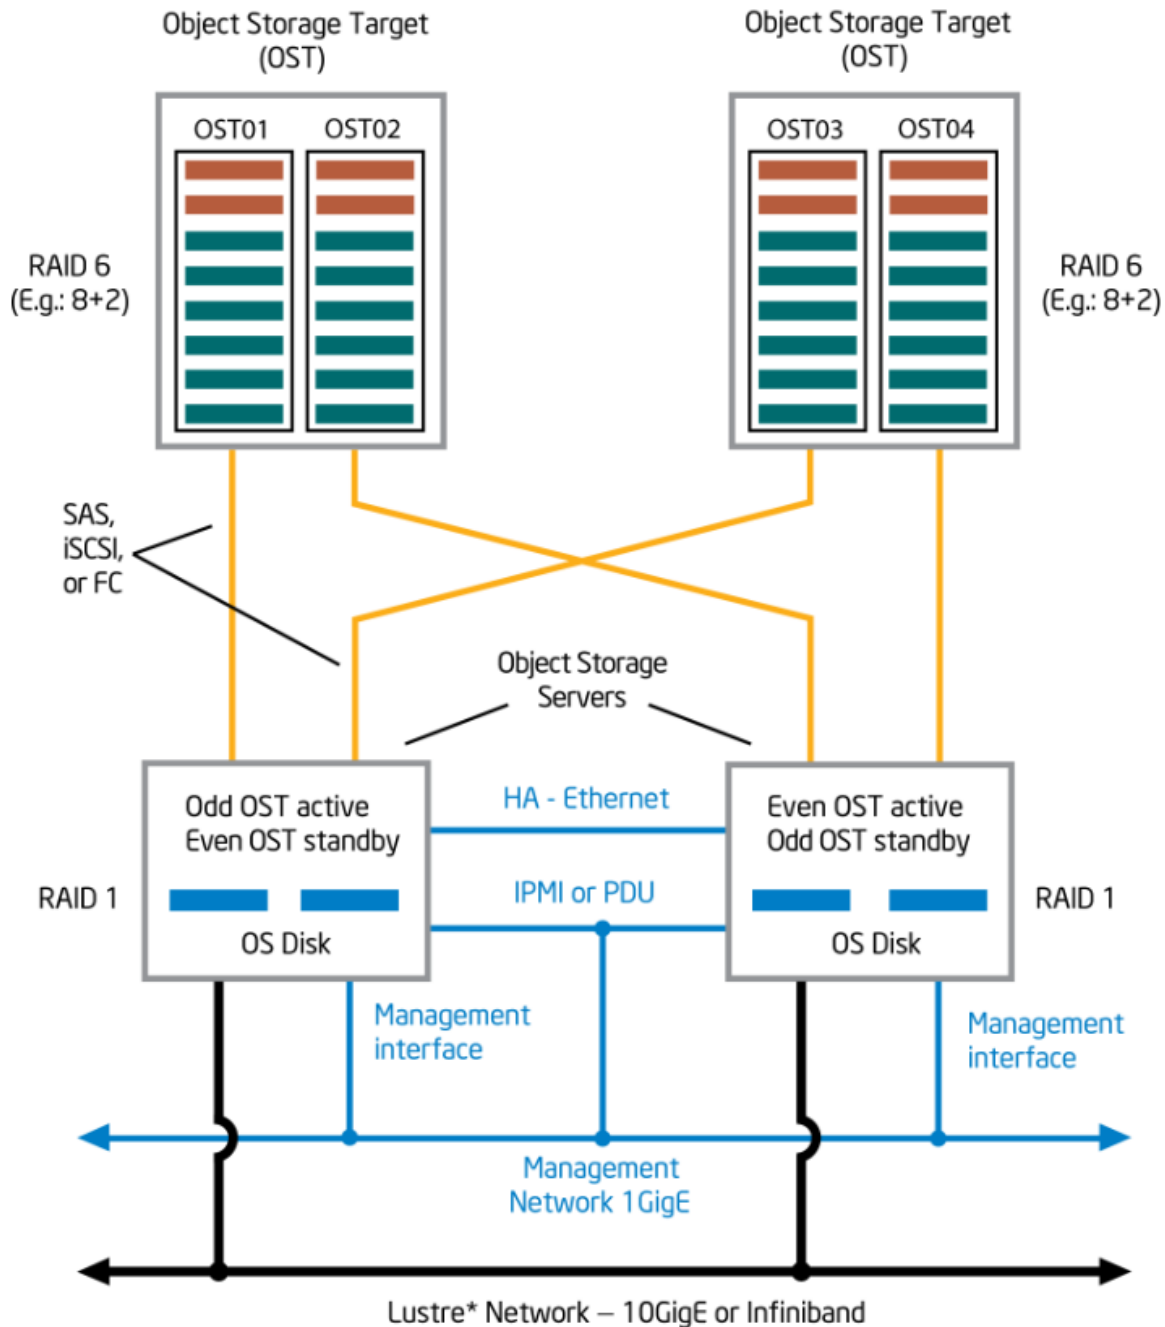 Object Storage Target
(OST)
Object Storage Target
(OST)
OST01
OST02
OST03
OST04
RAID 6
(E.g.: 8+2)
RAID 6
(E.g.: 8+2)
SAS,
iSCSI,
or FC
Object Storage
Servers
Odd OST active
Even OST standby
HA - Ethernet
Even OST active
Odd OST standby
RAID 1
IPMI or PDU
RAID 1
OS Disk
OS Disk
Management
interface
Management
interface
Management
Network 1GigE
Lustre* Network – 10GigE or Infiniband